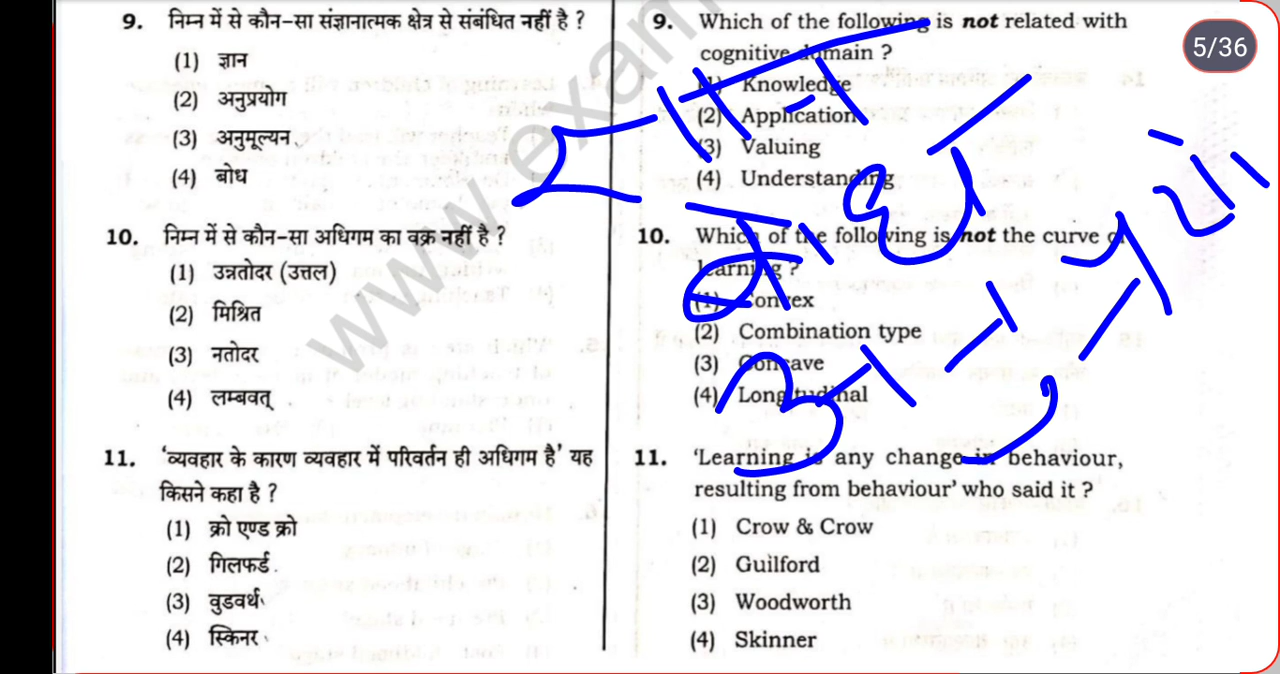 9. निम्न में से कौन-सा संज्ञानात्मक क्षेत्र से संबंधित नहीं है ?
(1) ज्ञान
(2) अनुप्रयोग
(3) अनुमूल्यन
(4) बोध
10. निम्न में से कौन-सा अधिगम का वक्र नहीं है ?
(1) उन्नतोदर (उत्तल)
(2) मिश्रित
(3) नतोदर
(4) लम्बवत्
11. ‘व्यवहार के कारण व्यवहार में परिवर्तन ही अधिगम है’ यह
किसने कहा है ?
(1) क्रो एण्ड क्रो
(2) गिलफर्ड
(3) वुडवर्थ
(4) स्किनर
9. Which of the following is not related with
cognitive domain ?
(1) Knowledge
(2) Application
(3) Valuing
(4) Understanding
10. Which of the following is not the curve of
learning ?
(1) Convex
(2) Combination type
(3) Concave
(4) Longitudinal
11. ‘Learning is any change in behaviour,
resulting from behaviour’ who said it ?
(1) Crow & Crow
(2) Guilford
(3) Woodworth
(4) Skinner
5/36
www.exam